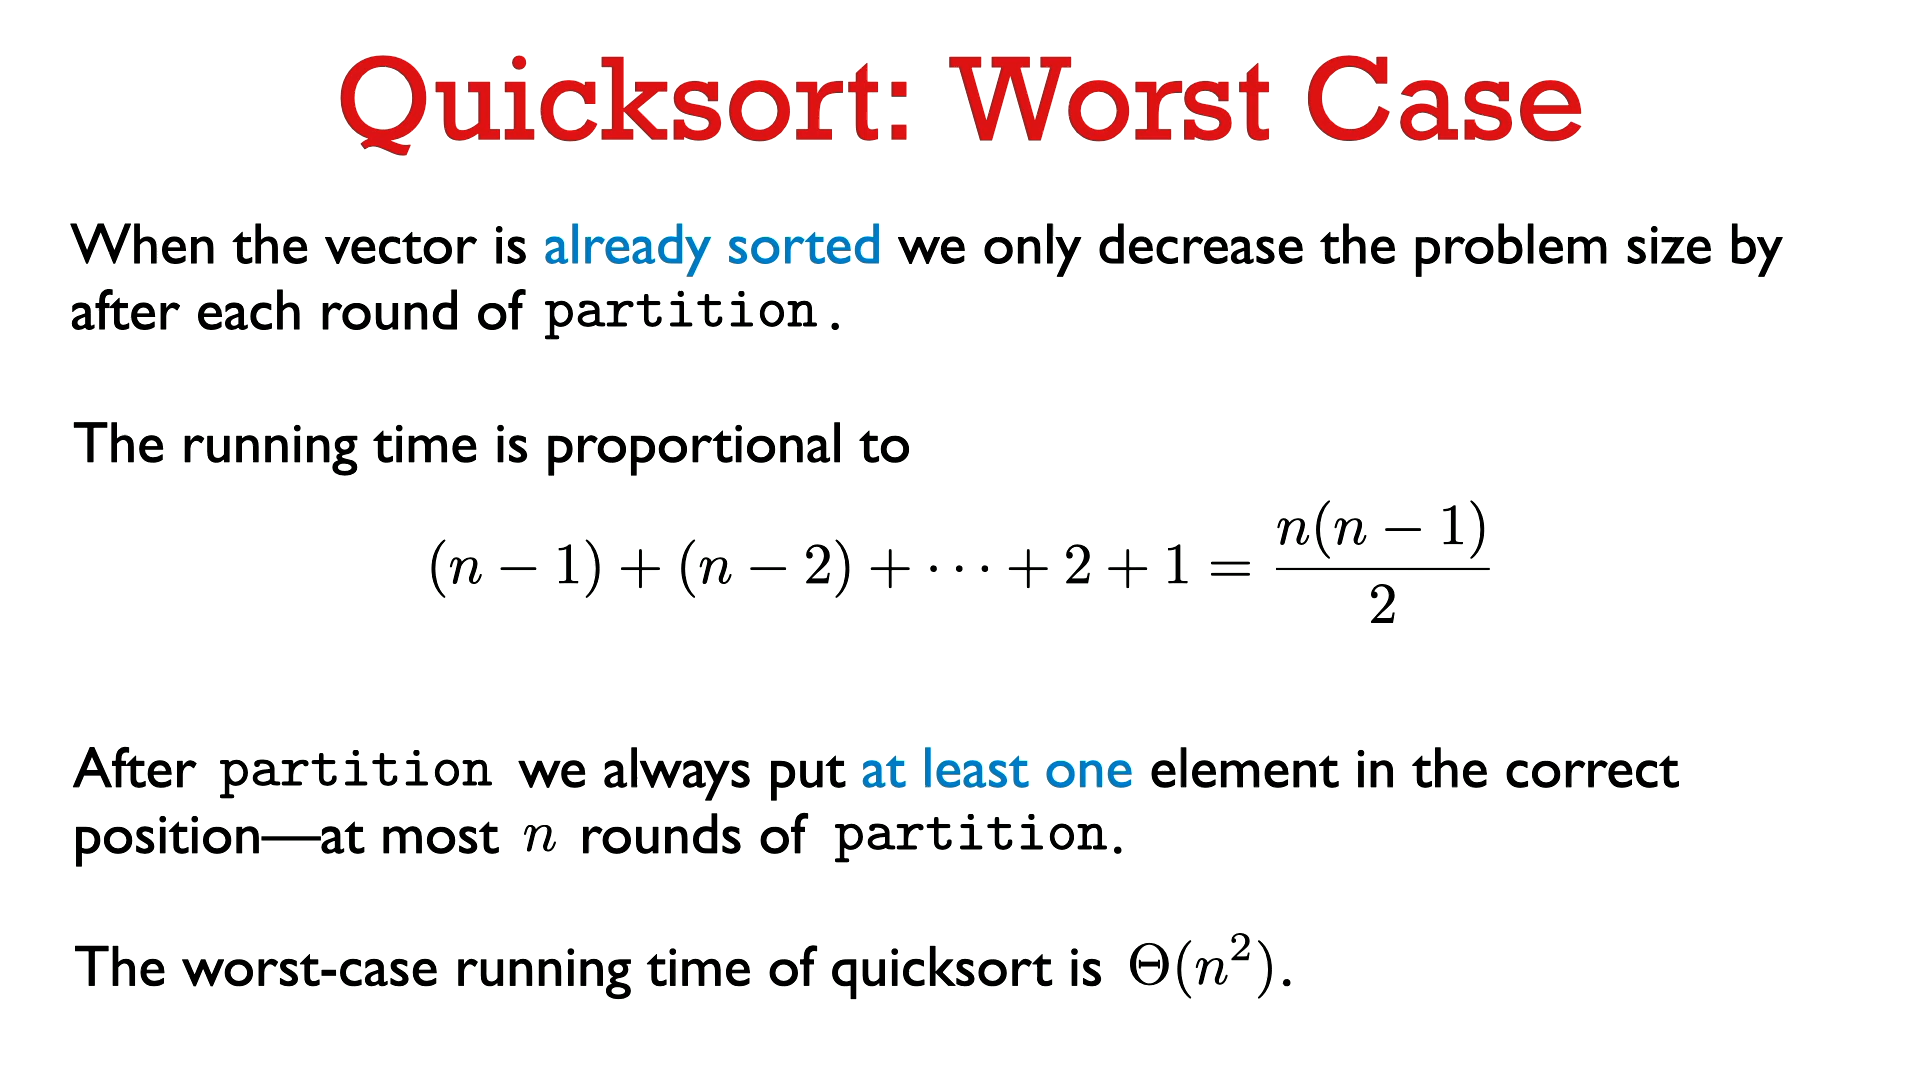 Quicksort: Worst Case
When the vector is already sorted we only decrease the problem size by
after each round of partition.
The running time is proportional to
(n − 1) + (n − 2) + · · · + 2 + 1 = n(n − 1) / 2
After partition we always put at least one element in the correct
position—at most n rounds of partition.
The worst-case running time of quicksort is Θ(n²).